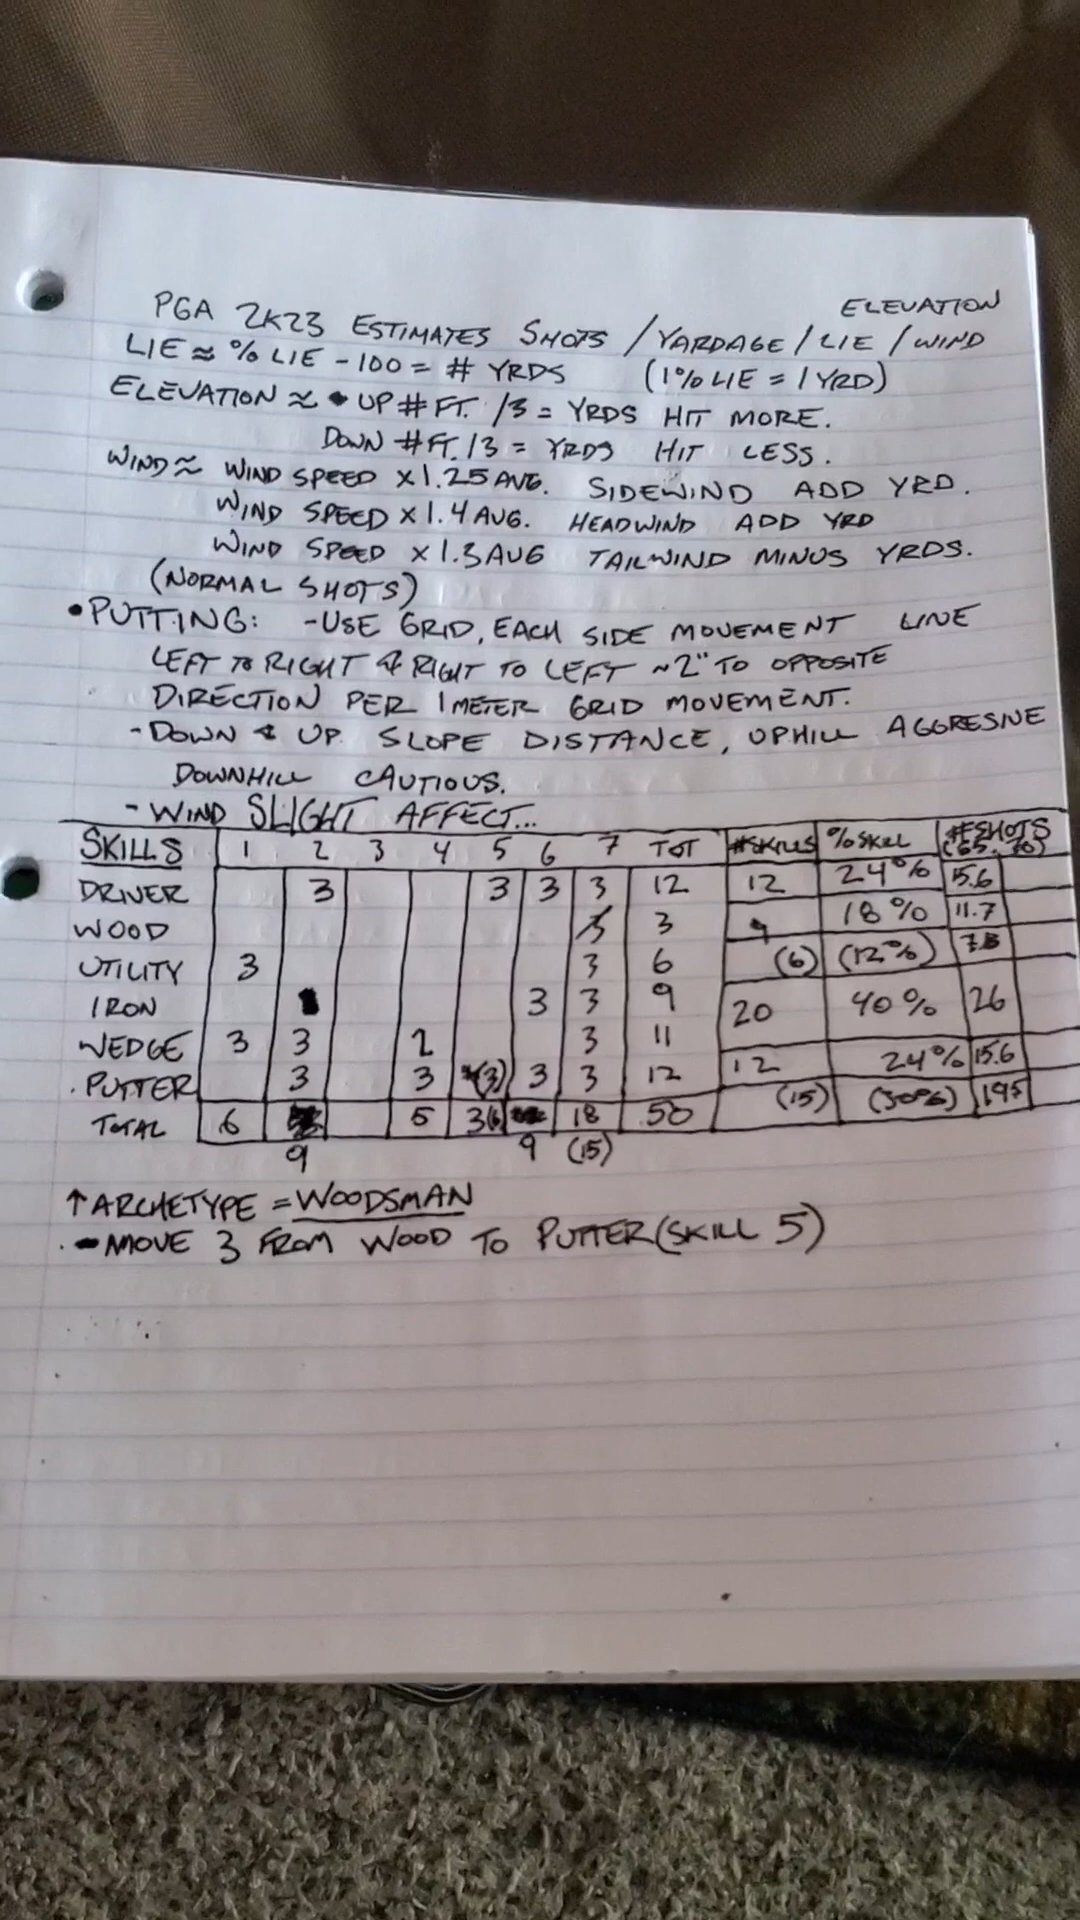 ELEVATION
PGA 2K23 ESTIMATES SHOTS / YARDAGE / LIE / WIND
LIE ≈ % LIE - 100 = # YRDS (1% LIE = 1 YRD)
ELEVATION ≈ UP # FT. /3 = YRDS HIT MORE.
DOWN # FT. /3 = YRDS HIT LESS.
WIND ≈ WIND SPEED X 1.25 AVG. SIDEWIND ADD YRD.
WIND SPEED X 1.4 AVG. HEADWIND ADD YRD
WIND SPEED X 1.3 AVG TAILWIND MINUS YRDS.
(NORMAL SHOTS)
• PUTTING: - USE GRID, EACH SIDE MOVEMENT LINE
LEFT TO RIGHT & RIGHT TO LEFT ~2" TO OPPOSITE
DIRECTION PER 1 METER GRID MOVEMENT.
- DOWN & UP SLOPE DISTANCE, UPHILL AGGRESIVE
DOWNHILL CAUTIOUS.
- WIND SLIGHT AFFECT...
SKILLS 1 2 3 4 5 6 7 TOT #SKILLS %SKILL #SHOTS
DRIVER 3 3 3 3 12 12 24% 15.6
WOOD 3 3 9 18% 11.7
UTILITY 3 3 6 (6) (12%)
IRON 3 3 9 20 40% 26
WEDGE 3 3 2 3 11 12 24% 15.6
PUTTER 3 3 (3) 3 3 12 (15) (30%)
TOTAL 6 5 18 50
9 9 (15)
↑ ARCHETYPE = WOODSMAN
- MOVE 3 FROM WOOD TO PUTTER (SKILL 5)